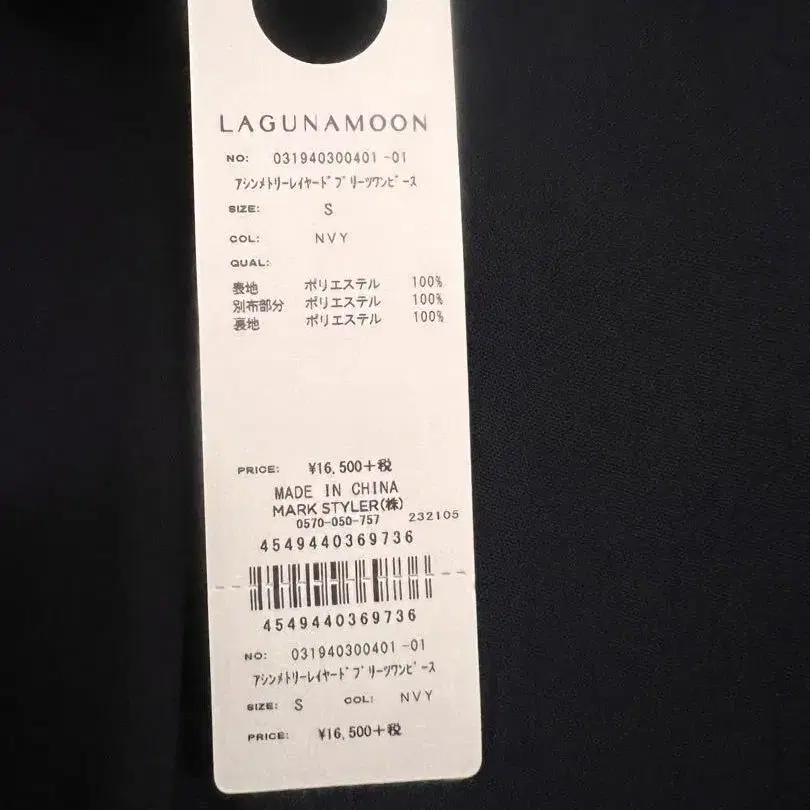 LAGUNAMOON
NO: 031940300401-01
ｱｼﾝﾒﾄﾘｰﾚｲﾔｰﾄﾞﾌﾟﾘｰﾂﾜﾝﾋﾟｰｽ
SIZE: S
COL: NVY
QUAL:
表地 ポリエステル 100%
別布部分 ポリエステル 100%
裏地 ポリエステル 100%
PRICE: ¥16,500+税
MADE IN CHINA
MARK STYLER(株)
0570-050-757 232105
4549440369736
4549440369736
NO: 031940300401-01
ｱｼﾝﾒﾄﾘｰﾚｲﾔｰﾄﾞﾌﾟﾘｰﾂﾜﾝﾋﾟｰｽ
SIZE: S COL: NVY
PRICE: ¥16,500+税